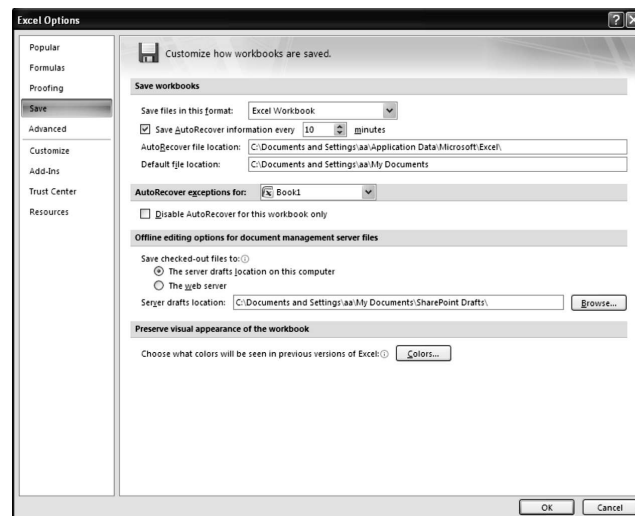 Excel Options
Popular
Formulas
Proofing
Save
Advanced
Customize
Add-Ins
Trust Center
Resources
Customize how workbooks are saved.
Save workbooks
Save files in this format: Excel Workbook
Save AutoRecover information every 10 minutes
AutoRecover file location: C:\Documents and Settings\aa\Application Data\Microsoft\Excel\
Default file location: C:\Documents and Settings\aa\My Documents
AutoRecover exceptions for: Book1
Disable AutoRecover for this workbook only
Offline editing options for document management server files
Save checked-out files to:
The server drafts location on this computer
The web server
Server drafts location: C:\Documents and Settings\aa\My Documents\SharePoint Drafts\ Browse...
Preserve visual appearance of the workbook
Choose what colors will be seen in previous versions of Excel: Colors...
OK Cancel